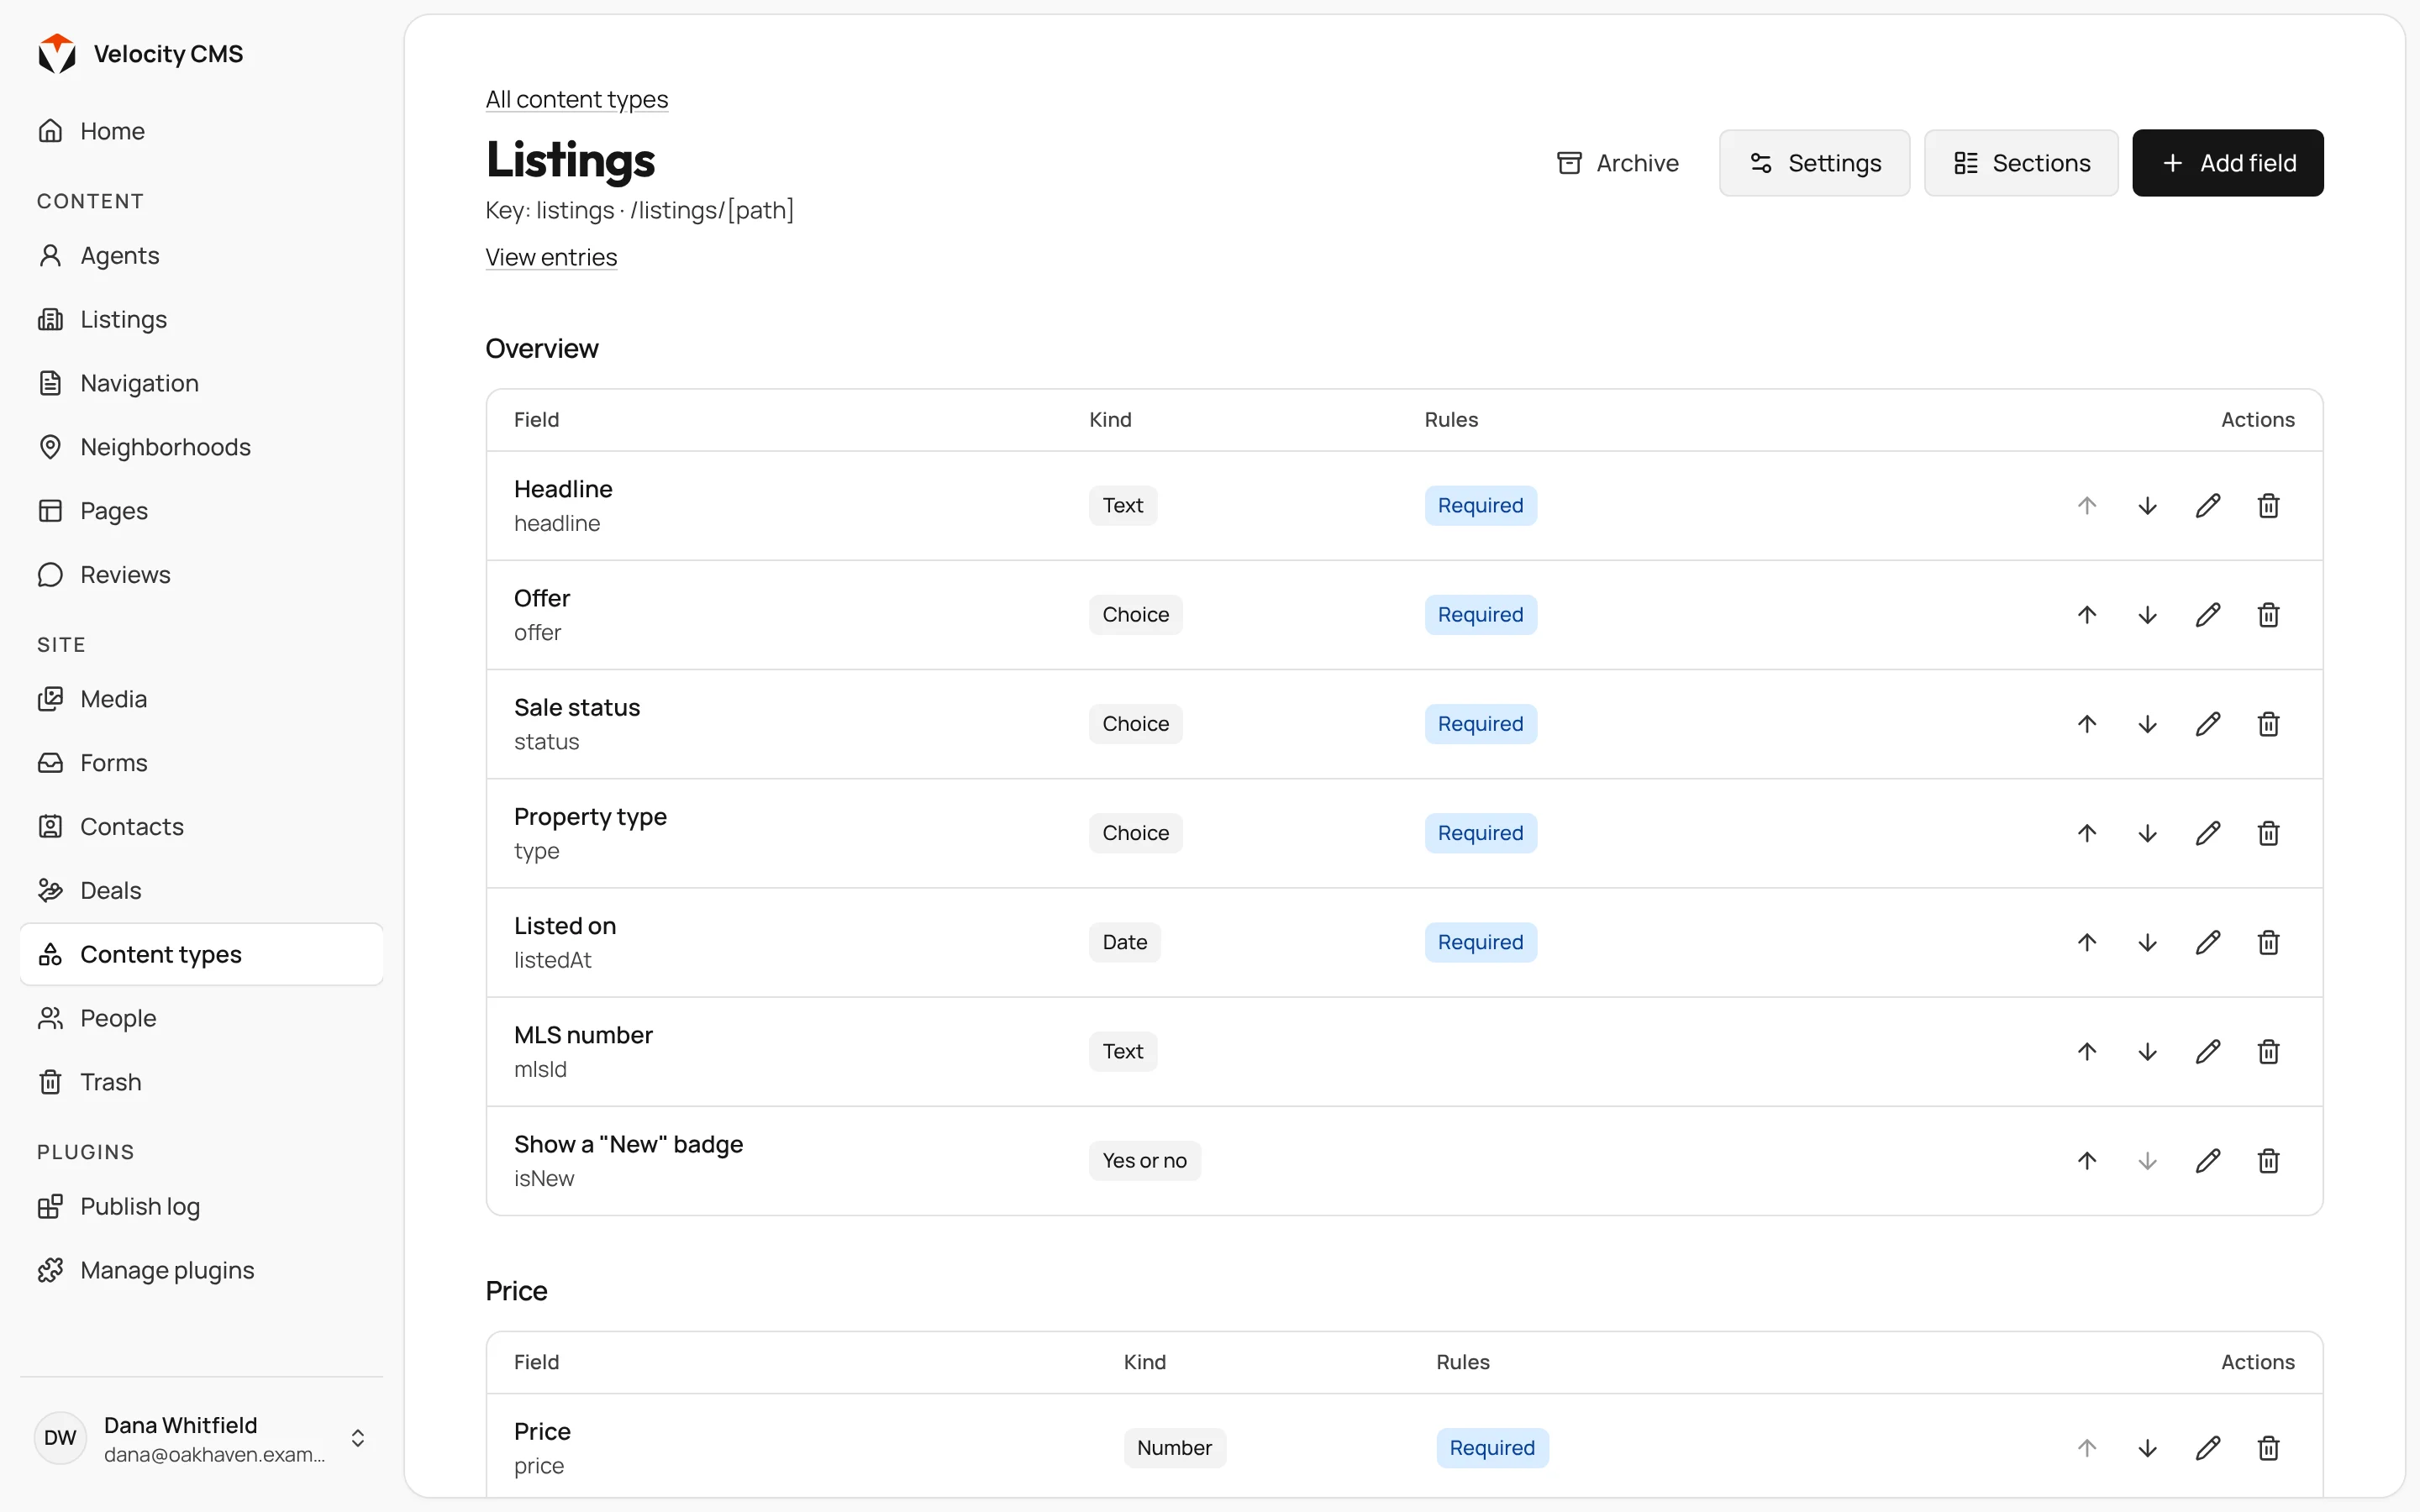 Velocity CMS
Home
CONTENT
Agents
Listings
Navigation
Neighborhoods
Pages
Reviews
SITE
Media
Forms
Contacts
Deals
Content types
People
Trash
PLUGINS
Publish log
Manage plugins
DW
Dana Whitfield
dana@oakhaven.exam...
All content types
Listings
Key: listings · /listings/[path]
View entries
Archive
Settings
Sections
Add field
Overview
Field Kind Rules Actions
Headline
headline
Text Required
Offer
offer
Choice Required
Sale status
status
Choice Required
Property type
type
Choice Required
Listed on
listedAt
Date Required
MLS number
mlsId
Text
Show a "New" badge
isNew
Yes or no
Price
Field Kind Rules Actions
Price
price
Number Required